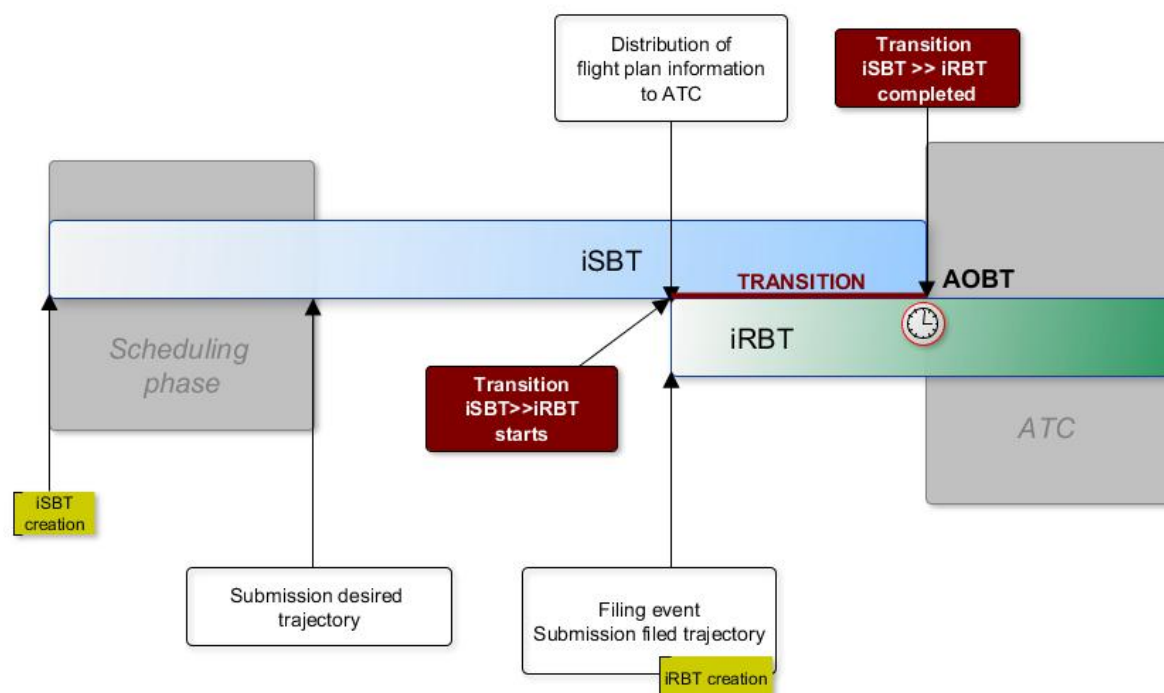 Distribution of
flight plan information
to ATC
Transition
iSBT >> iRBT
completed
iSBT
TRANSITION
AOBT
iRBT
Scheduling
phase
Transition
iSBT>>iRBT
starts
ATC
iSBT
creation
Submission desired
trajectory
Filing event
Submission filed trajectory
iRBT creation